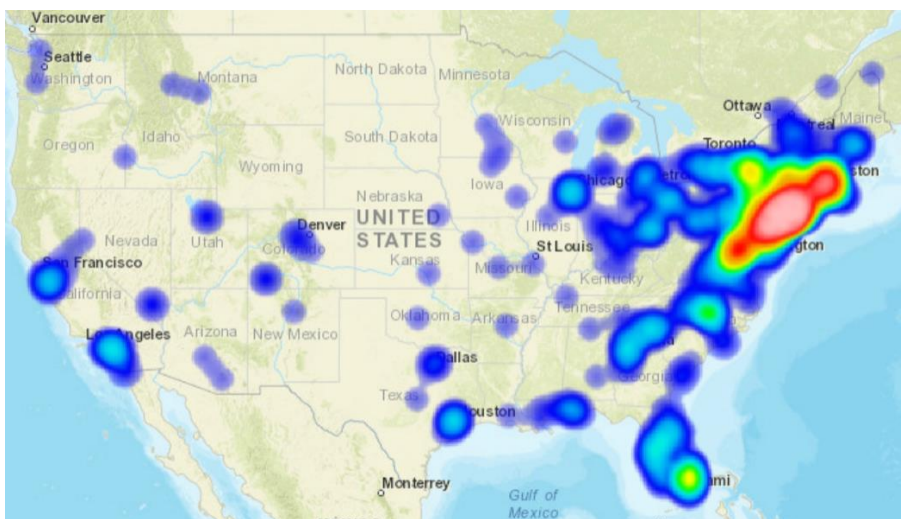 Vancouver
Seattle
Washington
Montana
North Dakota
Minnesota
Ottawa
Maine
Oregon
Idaho
South Dakota
Wisconsin
Toronto
Wyoming
Iowa
Chicago
Nebraska
UNITED
STATES
Denver
Nevada
Utah
Colorado
Illinois
St Louis
San Francisco
California
Kansas
Missouri
Kentucky
Los Angeles
Arizona
New Mexico
Oklahoma
Arkansas
Tennessee
Dallas
Texas
Georgia
Monterrey
Gulf of
Mexico